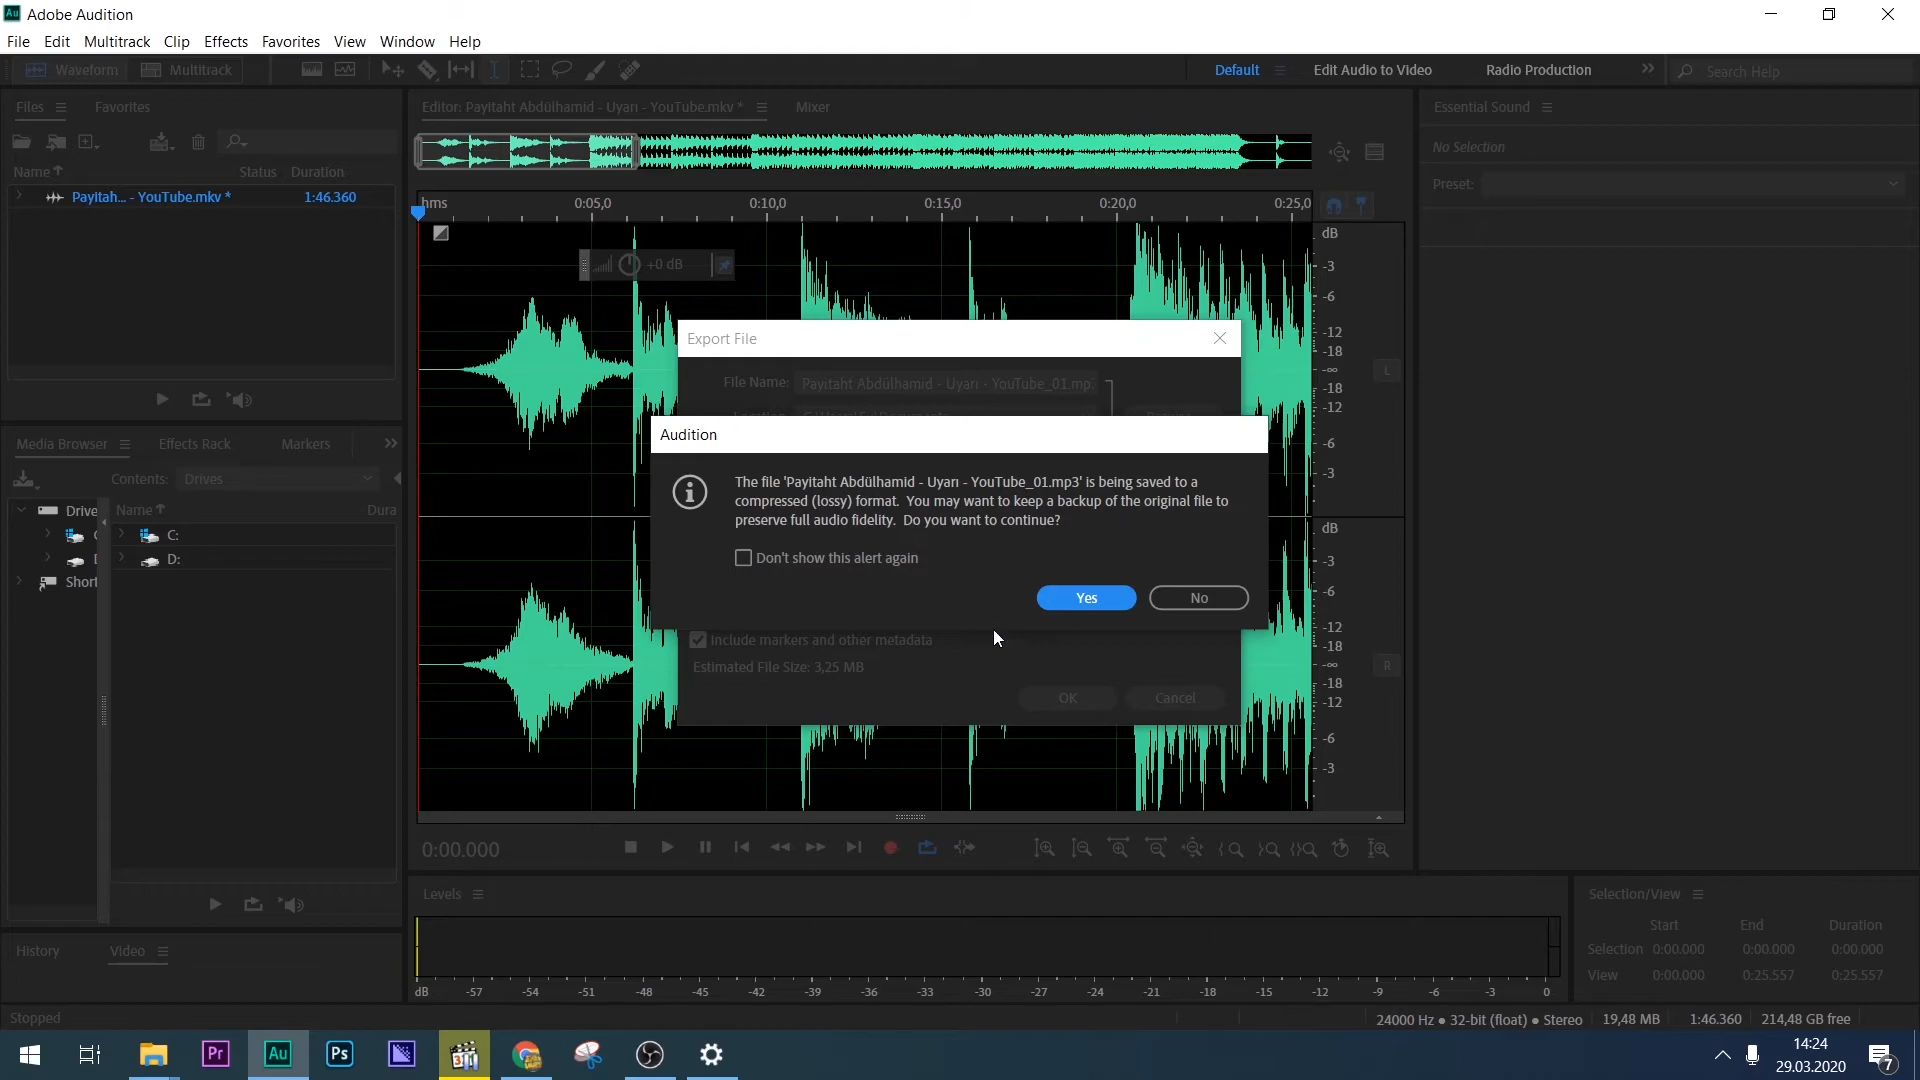 Au Adobe Audition
File Edit Multitrack Clip Effects Favorites View Window Help
Waveform Multitrack
Default Edit Audio to Video Radio Production Search Help
Files Favorites
Name Status Duration
Payitah... - YouTube.mkv * 1:46.360
Media Browser Effects Rack Markers
Contents: Drives
Drive Name Dura
C:
D:
Short
History Video
Editor: Payitaht Abdülhamid - Uyarı - YouTube.mkv * Mixer
hms 0:05,0 0:10,0 0:15,0 0:20,0 0:25,0
+0 dB
dB
-3
-6
-12
-18
-∞
-18
-12
-6
-3
L
dB
-3
-6
-12
-18
-∞
-18
-12
-6
-3
R
Export File
File Name: Payitaht Abdülhamid - Uyarı - YouTube_01.mp
Audition
The file 'Payitaht Abdülhamid - Uyarı - YouTube_01.mp3' is being saved to a
compressed (lossy) format. You may want to keep a backup of the original file to
preserve full audio fidelity. Do you want to continue?
Don't show this alert again
Yes No
Include markers and other metadata
Estimated File Size: 3,25 MB
OK Cancel
0:00.000
Levels
dB -57 -54 -51 -48 -45 -42 -39 -36 -33 -30 -27 -24 -21 -18 -15 -12 -9 -6 -3 0
Essential Sound
No Selection
Preset:
Selection/View
Start End Duration
Selection 0:00.000 0:00.000 0:00.000
View 0:00.000 0:25.557 0:25.557
Stopped
24000 Hz ● 32-bit (float) ● Stereo 19,48 MB 1:46.360 214,48 GB free
Pr Au Ps
14:24
29.03.2020
7